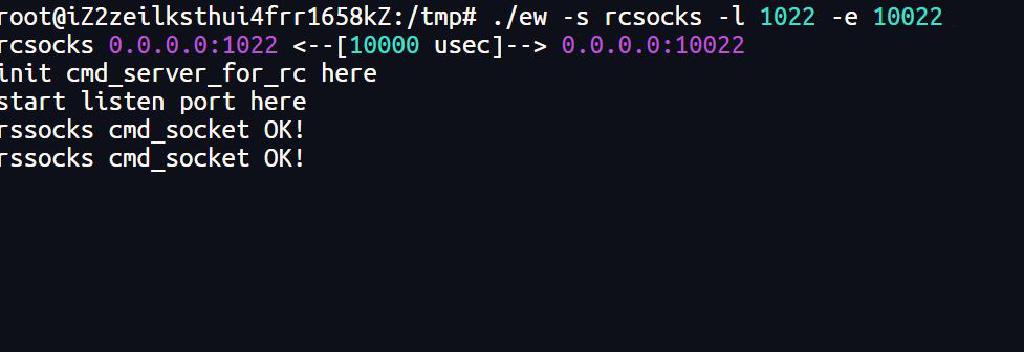 root@iZ2zeilksthui4frr1658kZ:/tmp# ./ew -s rcsocks -l 1022 -e 10022
rcsocks 0.0.0.0:1022 <--[10000 usec]--> 0.0.0.0:10022
init cmd_server_for_rc here
start listen port here
rssocks cmd_socket OK!
rssocks cmd_socket OK!